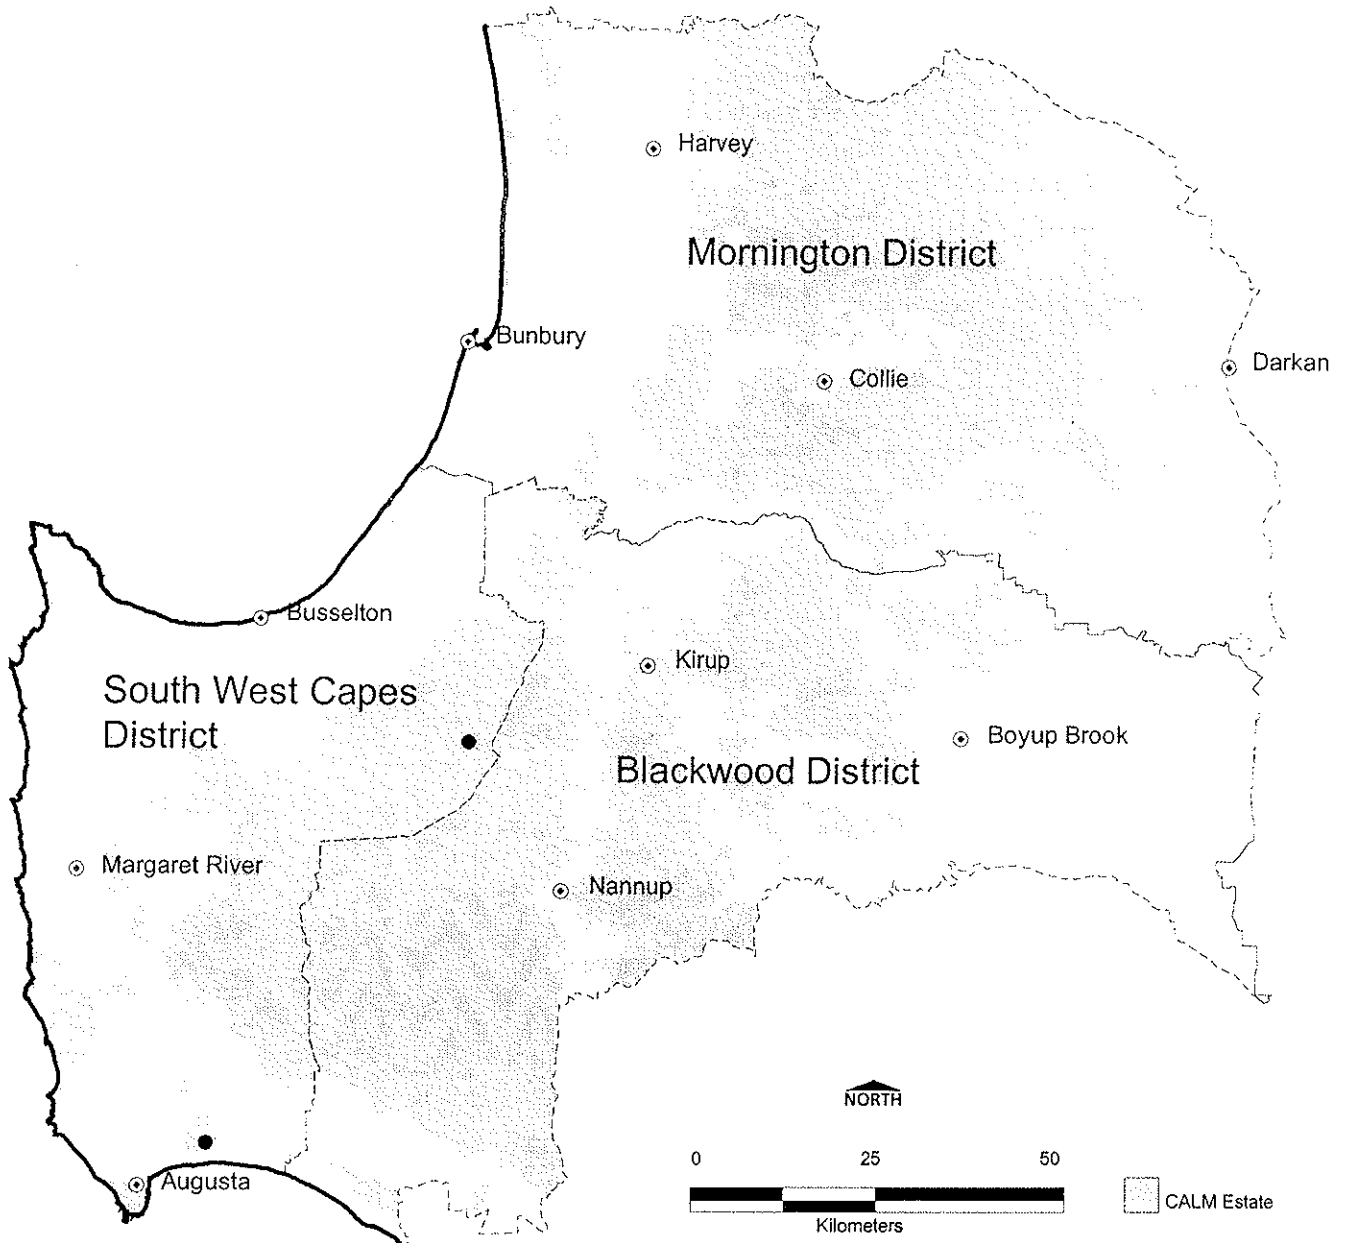 Harvey
Mornington District
Bunbury
Collie
Darkan
Busselton
Kirup
South West Capes
District
Boyup Brook
Blackwood District
Margaret River
Nannup
NORTH
0 25 50
Augusta
CALM Estate
Kilometers